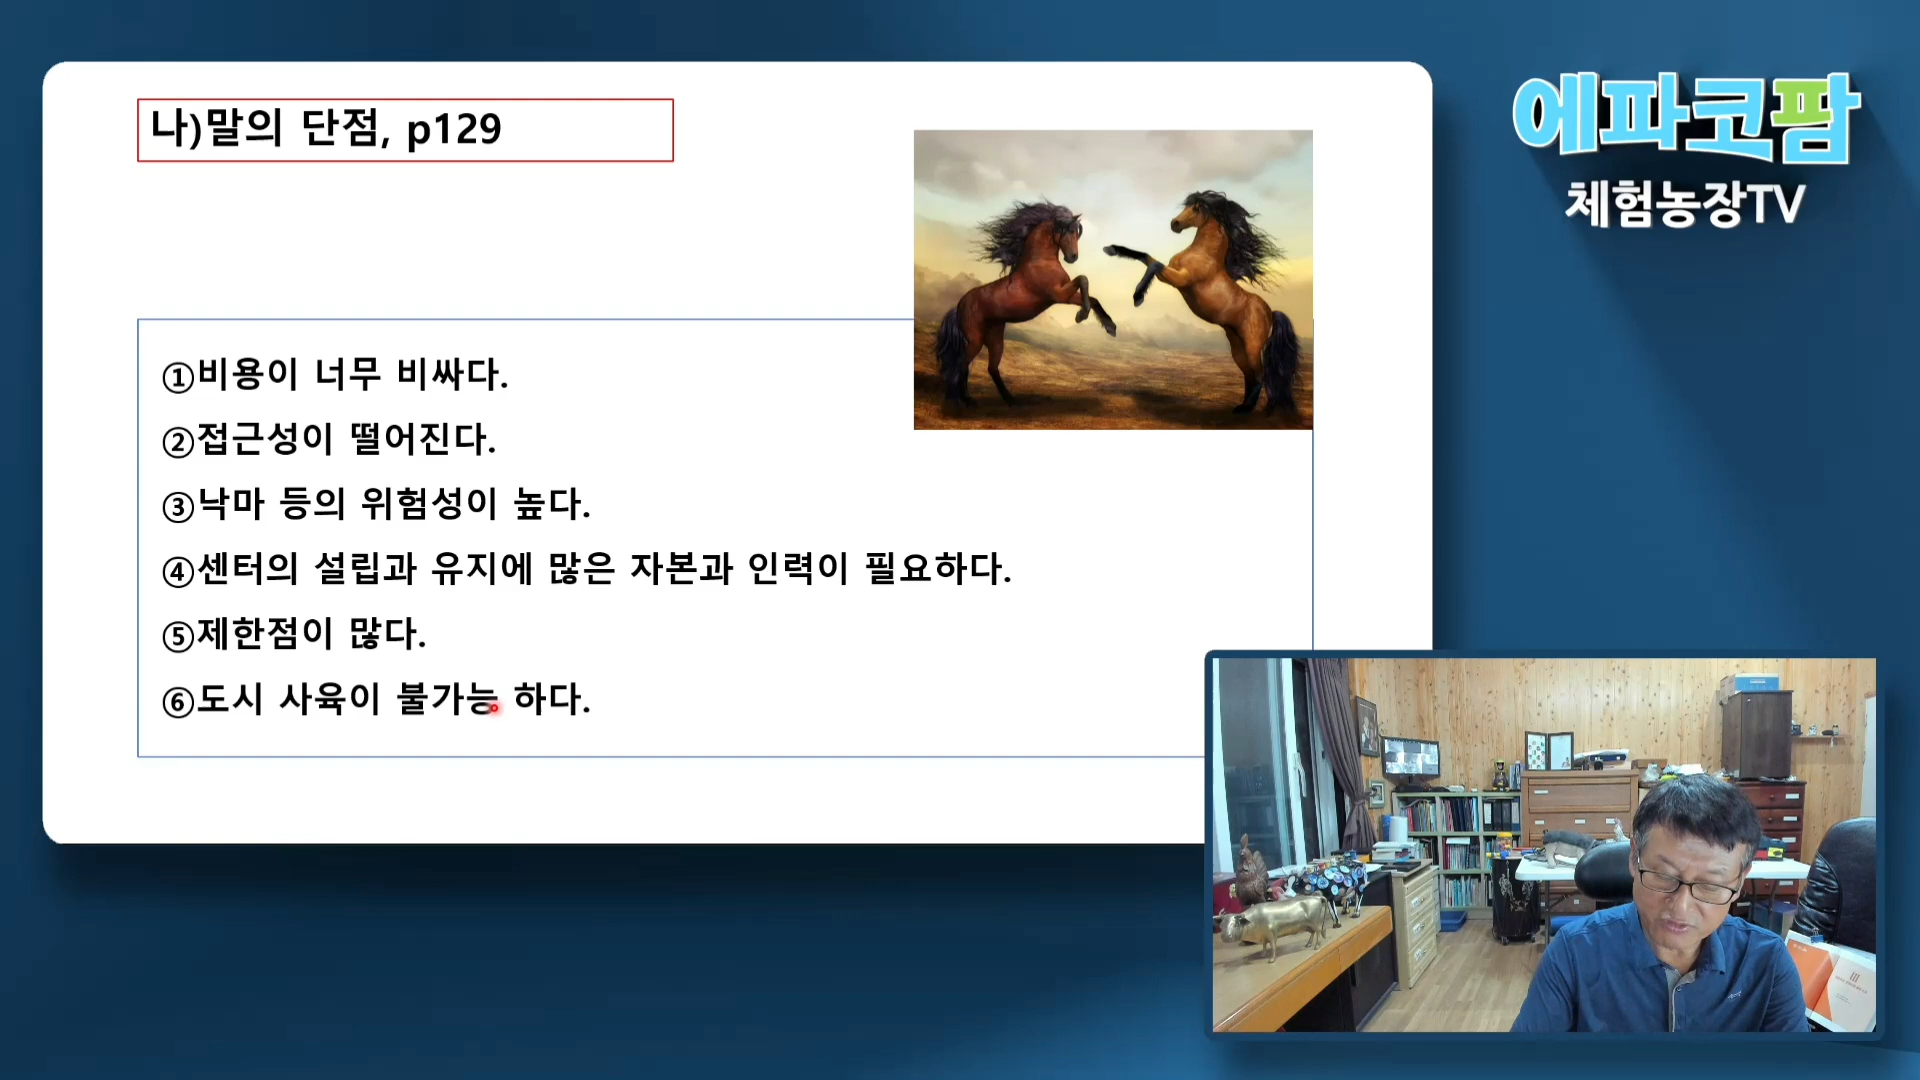 나)말의 단점, p129
에파코팜
체험농장TV
①비용이 너무 비싸다.
②접근성이 떨어진다.
③낙마 등의 위험성이 높다.
④센터의 설립과 유지에 많은 자본과 인력이 필요하다.
⑤제한점이 많다.
⑥도시 사육이 불가능 하다.